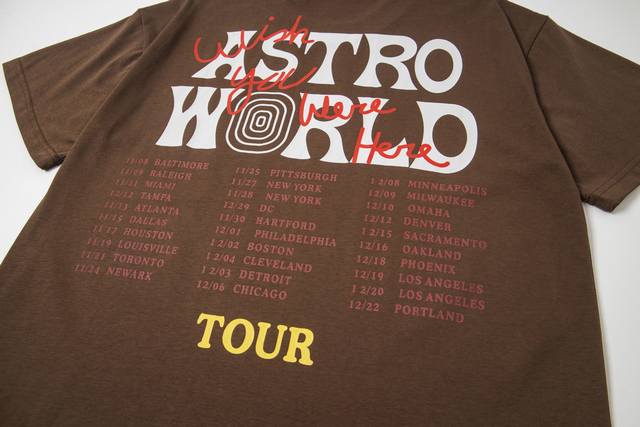 Wish
ASTRO
You
Were
WORLD
Here
11/08 BALTIMORE
11/09 RALEIGH
11/11 MIAMI
12/12 TAMPA
11/13 ATLANTA
11/15 DALLAS
11/17 HOUSTON
11/19 LOUISVILLE
11/21 TORONTO
11/24 NEWARK
11/25 PITTSBURGH
11/27 NEW YORK
11/28 NEW YORK
12/29 DC
11/30 HARTFORD
12/01 PHILADELPHIA
12/02 BOSTON
12/04 CLEVELAND
12/03 DETROIT
12/06 CHICAGO
12/08 MINNEAPOLIS
12/09 MILWAUKEE
12/10 OMAHA
12/12 DENVER
12/15 SACRAMENTO
12/16 OAKLAND
12/18 PHOENIX
12/19 LOS ANGELES
12/20 LOS ANGELES
12/22 PORTLAND
TOUR